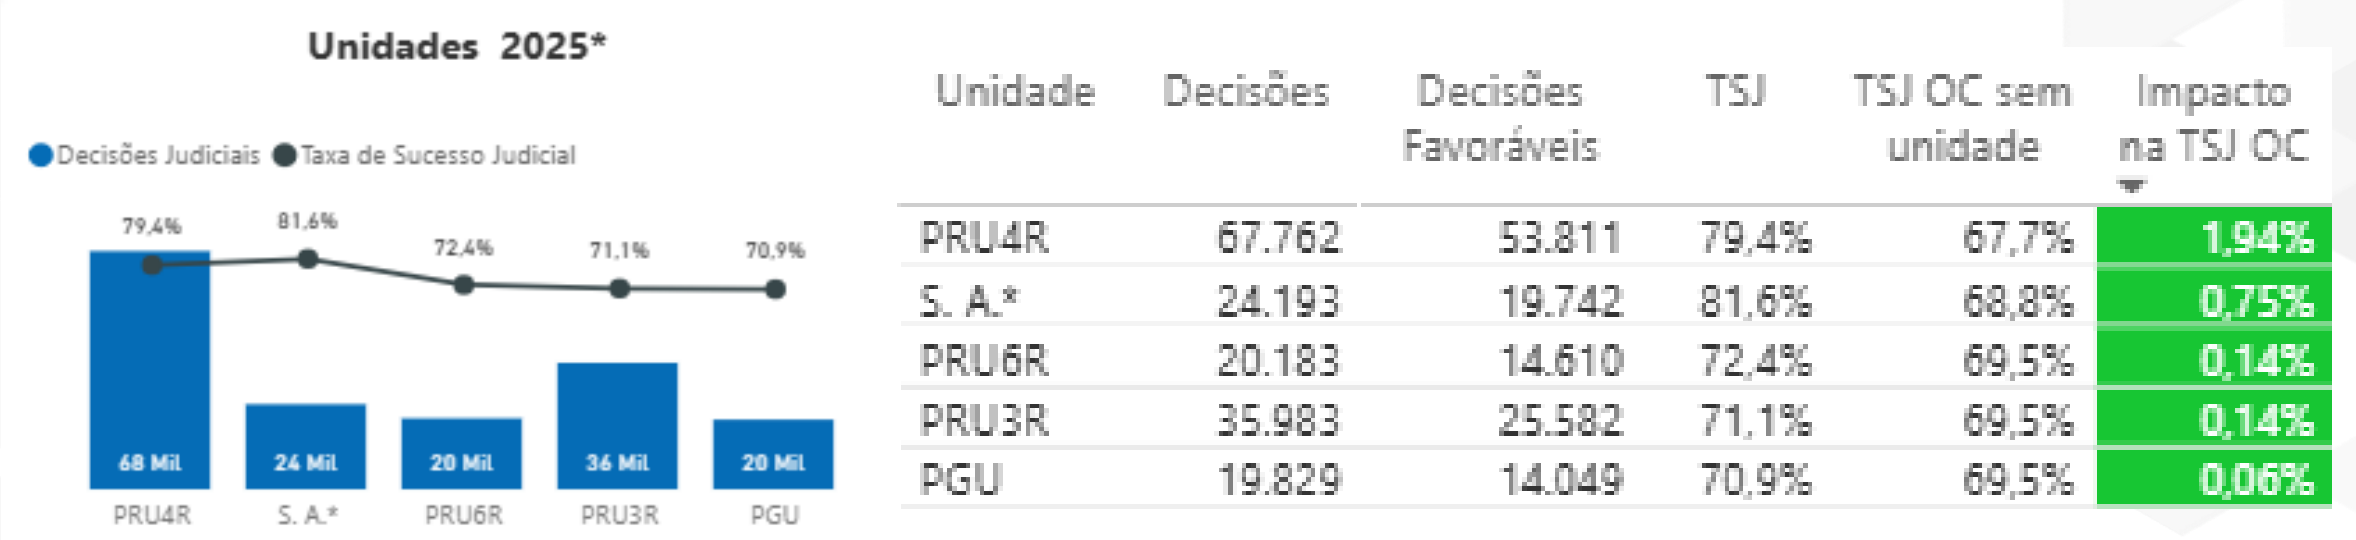 Unidades 2025*
Decisões Judiciais Taxa de Sucesso Judicial
79,4% 81,6% 72,4% 71,1% 70,9%
68 Mil 24 Mil 20 Mil 36 Mil 20 Mil
PRU4R S. A.* PRU6R PRU3R PGU
Unidade Decisões Decisões Favoráveis TSJ TSJ OC sem unidade Impacto na TSJ OC
PRU4R 67.762 53.811 79,4% 67,7% 1,94%
S. A.* 24.193 19.742 81,6% 68,8% 0,75%
PRU6R 20.183 14.610 72,4% 69,5% 0,14%
PRU3R 35.983 25.582 71,1% 69,5% 0,14%
PGU 19.829 14.049 70,9% 69,5% 0,06%